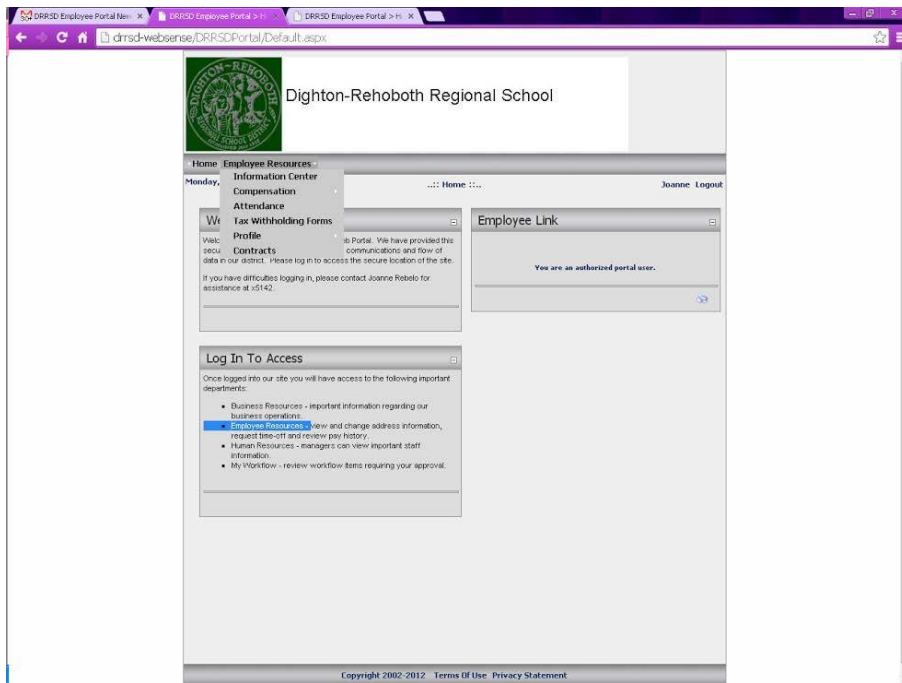 DRRSD Employee Portal New
DRRSD Employee Portal > H
DRRSD Employee Portal > H
drrsd-websense/DRRSDPortal/Default.aspx
DIGHTON-REHOBOTH
REGIONAL SCHOOL DISTRICT
Dighton-Rehoboth Regional School
Home Employee Resources
Information Center
Monday,
..:: Home ::..
Joanne Logout
Compensation
Attendance
Tax Withholding Forms
Profile
Contracts
We
Welc
eb Portal. We have provided this
secu
communications and flow of
data in our district. Please log in to access the secure location of the site.
If you have difficulties logging in, please contact Joanne Rebelo for
assistance at x5142.
Employee Link
You are an authorized portal user.
Log In To Access
Once logged into our site you will have access to the following important
departments:
Business Resources - important information regarding our
business operations.
Employee Resources - view and change address information,
request time-off and review pay history.
Human Resources - managers can view important staff
information.
My Workflow - review workflow items requiring your approval.
Copyright 2002-2012 Terms Of Use Privacy Statement